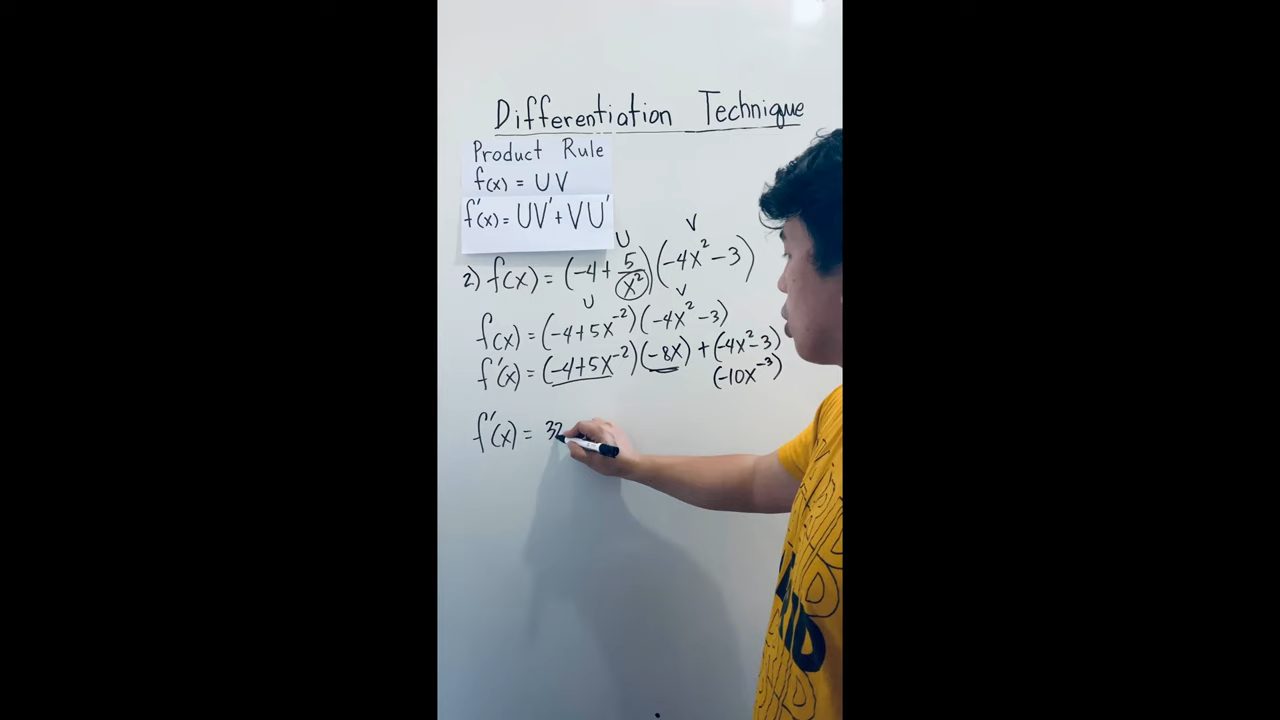 Differentiation Technique
Product Rule
f(x) = UV
f'(x) = UV' + VU'
U V
2) f(x) = (-4 + 5/x²)(-4x² - 3)
U V
f(x) = (-4 + 5x⁻²)(-4x² - 3)
f'(x) = (-4 + 5x⁻²)(-8x) + (-4x² - 3)
(-10x⁻³)
f'(x) = 32